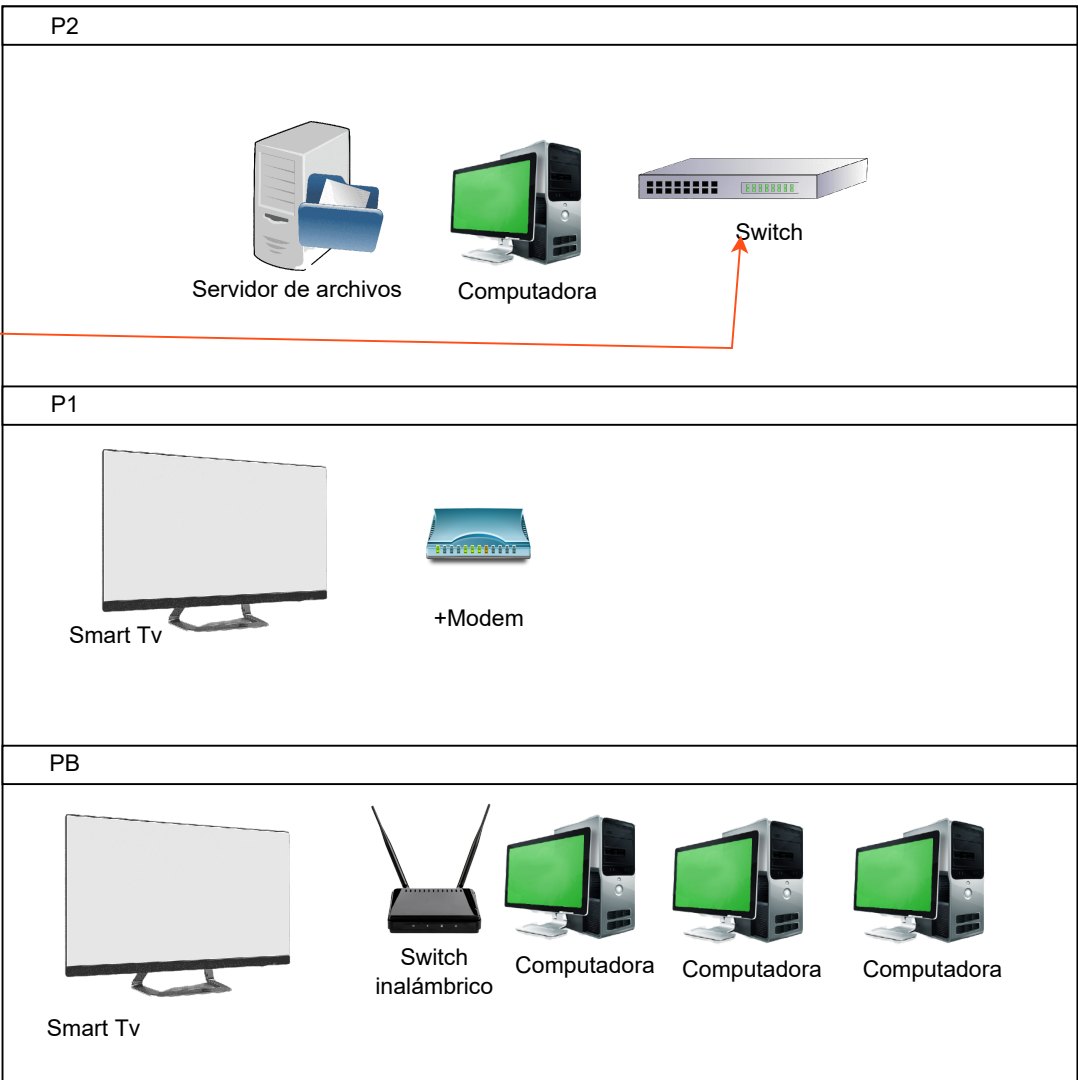 P2
Servidor de archivos
Computadora
Switch
P1
Smart Tv
+Modem
PB
Smart Tv
Switch
inalámbrico
Computadora
Computadora
Computadora